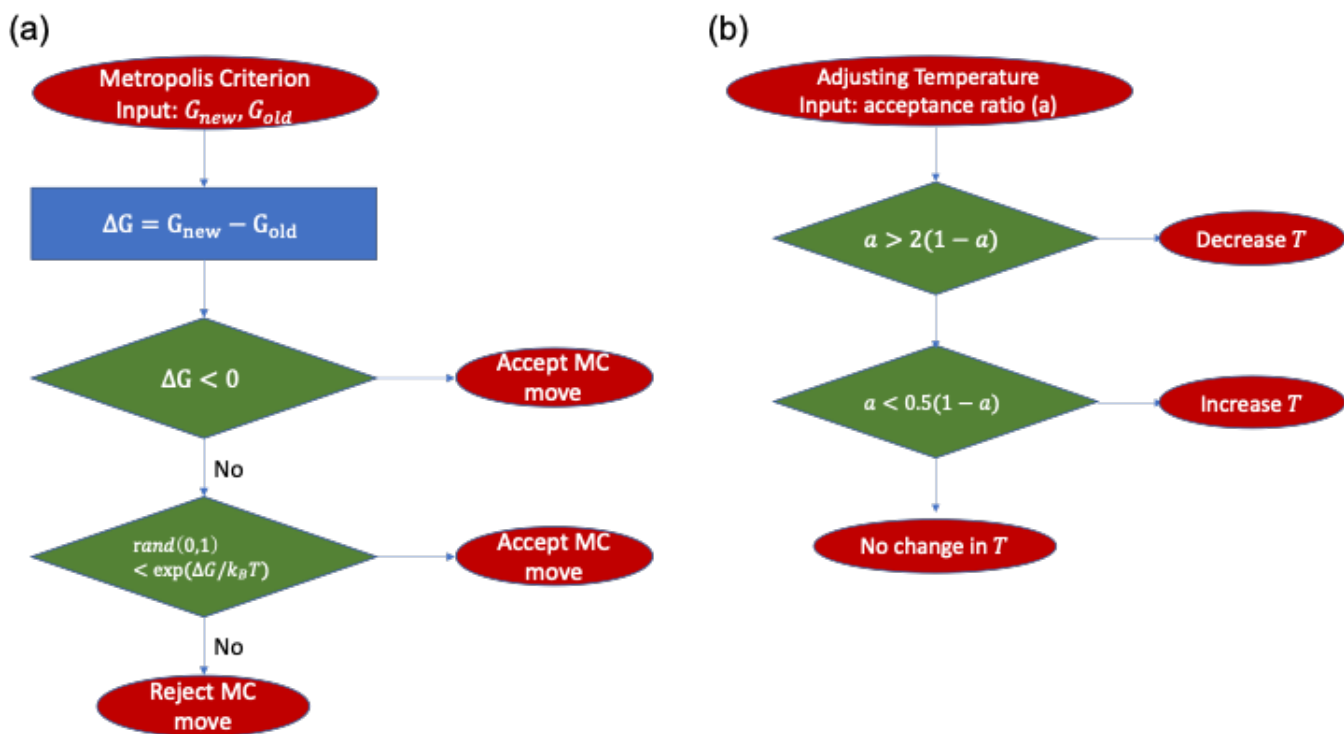 (a)
Metropolis Criterion
Input: G_new, G_old
ΔG = G_new − G_old
ΔG < 0
Accept MC
move
No
rand(0,1)
< exp(ΔG/k_BT)
Accept MC
move
No
Reject MC
move
(b)
Adjusting Temperature
Input: acceptance ratio (a)
a > 2(1 − a)
Decrease T
a < 0.5(1 − a)
Increase T
No change in T